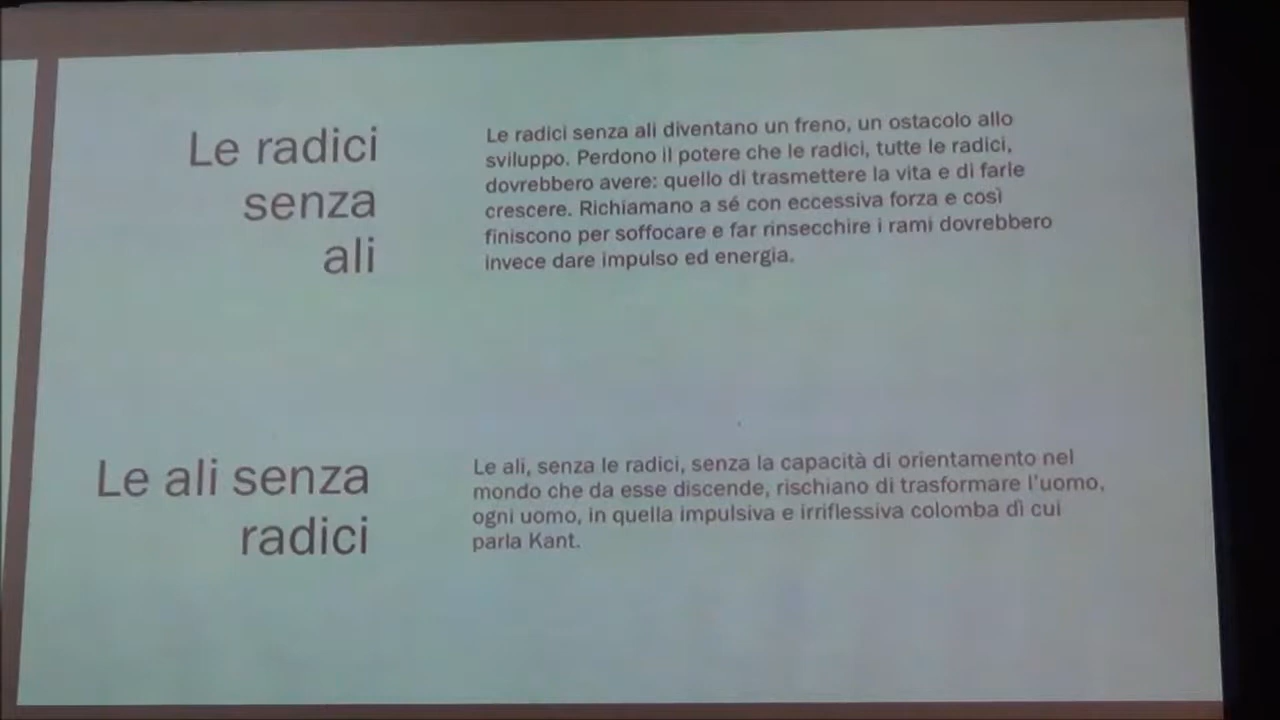 Le radici
senza
ali
Le radici senza ali diventano un freno, un ostacolo allo
sviluppo. Perdono il potere che le radici, tutte le radici,
dovrebbero avere: quello di trasmettere la vita e di farle
crescere. Richiamano a sé con eccessiva forza e così
finiscono per soffocare e far rinsecchire i rami dovrebbero
invece dare impulso ed energia.
Le ali senza
radici
Le ali, senza le radici, senza la capacità di orientamento nel
mondo che da esse discende, rischiano di trasformare l'uomo,
ogni uomo, in quella impulsiva e irriflessiva colomba dì cui
parla Kant.